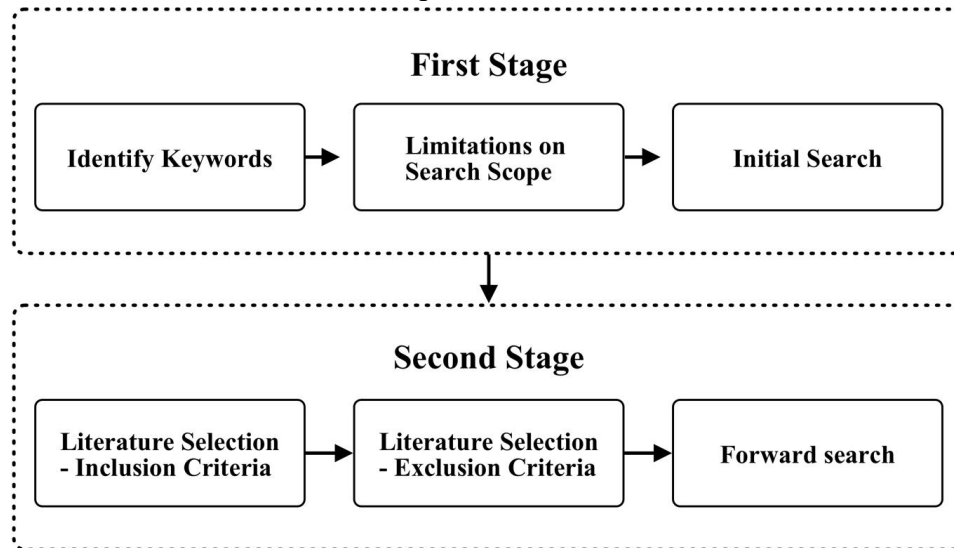 First Stage
Identify Keywords
Limitations on
Search Scope
Initial Search
Second Stage
Literature Selection
- Inclusion Criteria
Literature Selection
- Exclusion Criteria
Forward search